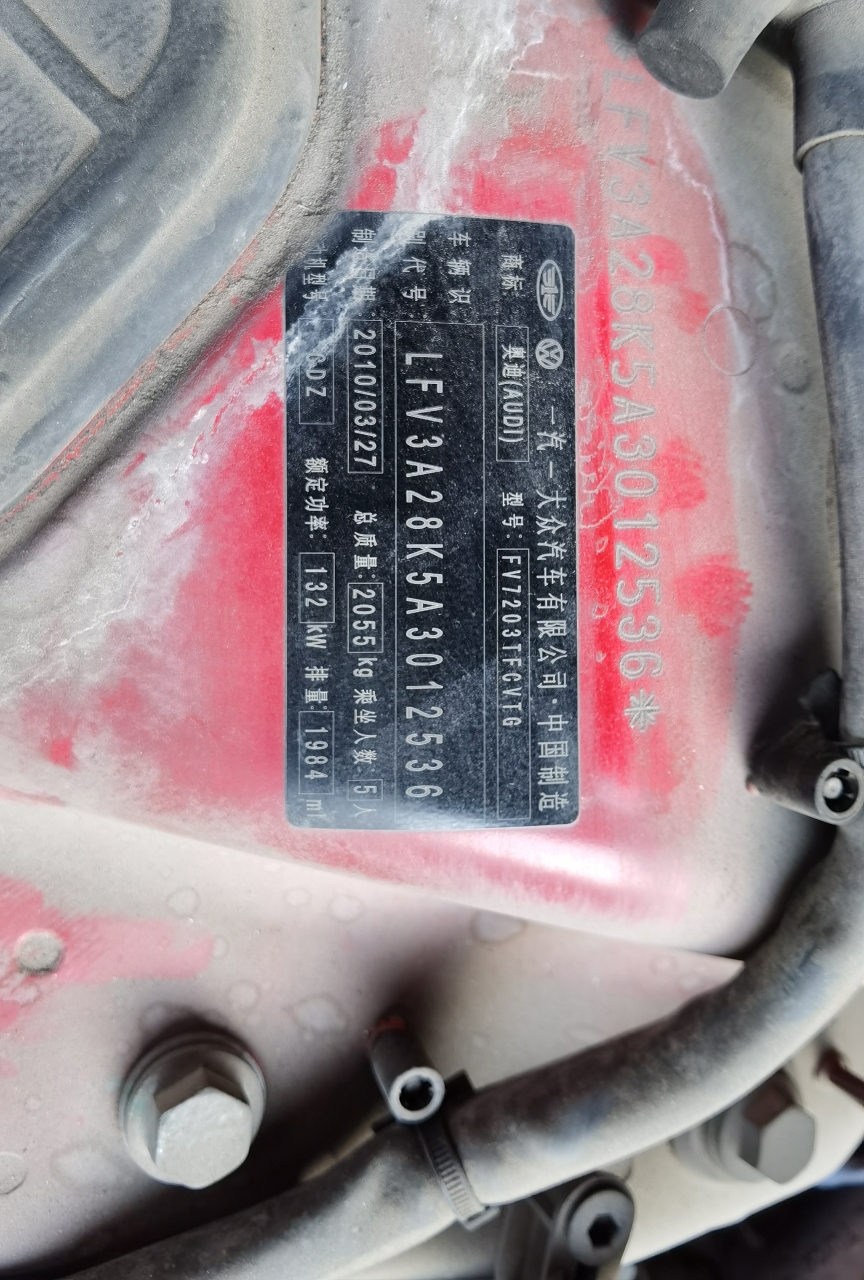 *LFV3A28K5A3012536*
一汽-大众汽车有限公司·中国制造
商标: 奥迪(AUDI) 型号: FV7203TFCVTG
车辆识别代号: LFV3A28K5A3012536
制造日期: 2010/03/27 总质量: 2055 kg 乘坐人数: 5 人
机型号 CDZ 额定功率: 132 kW 排量: 1984 ml